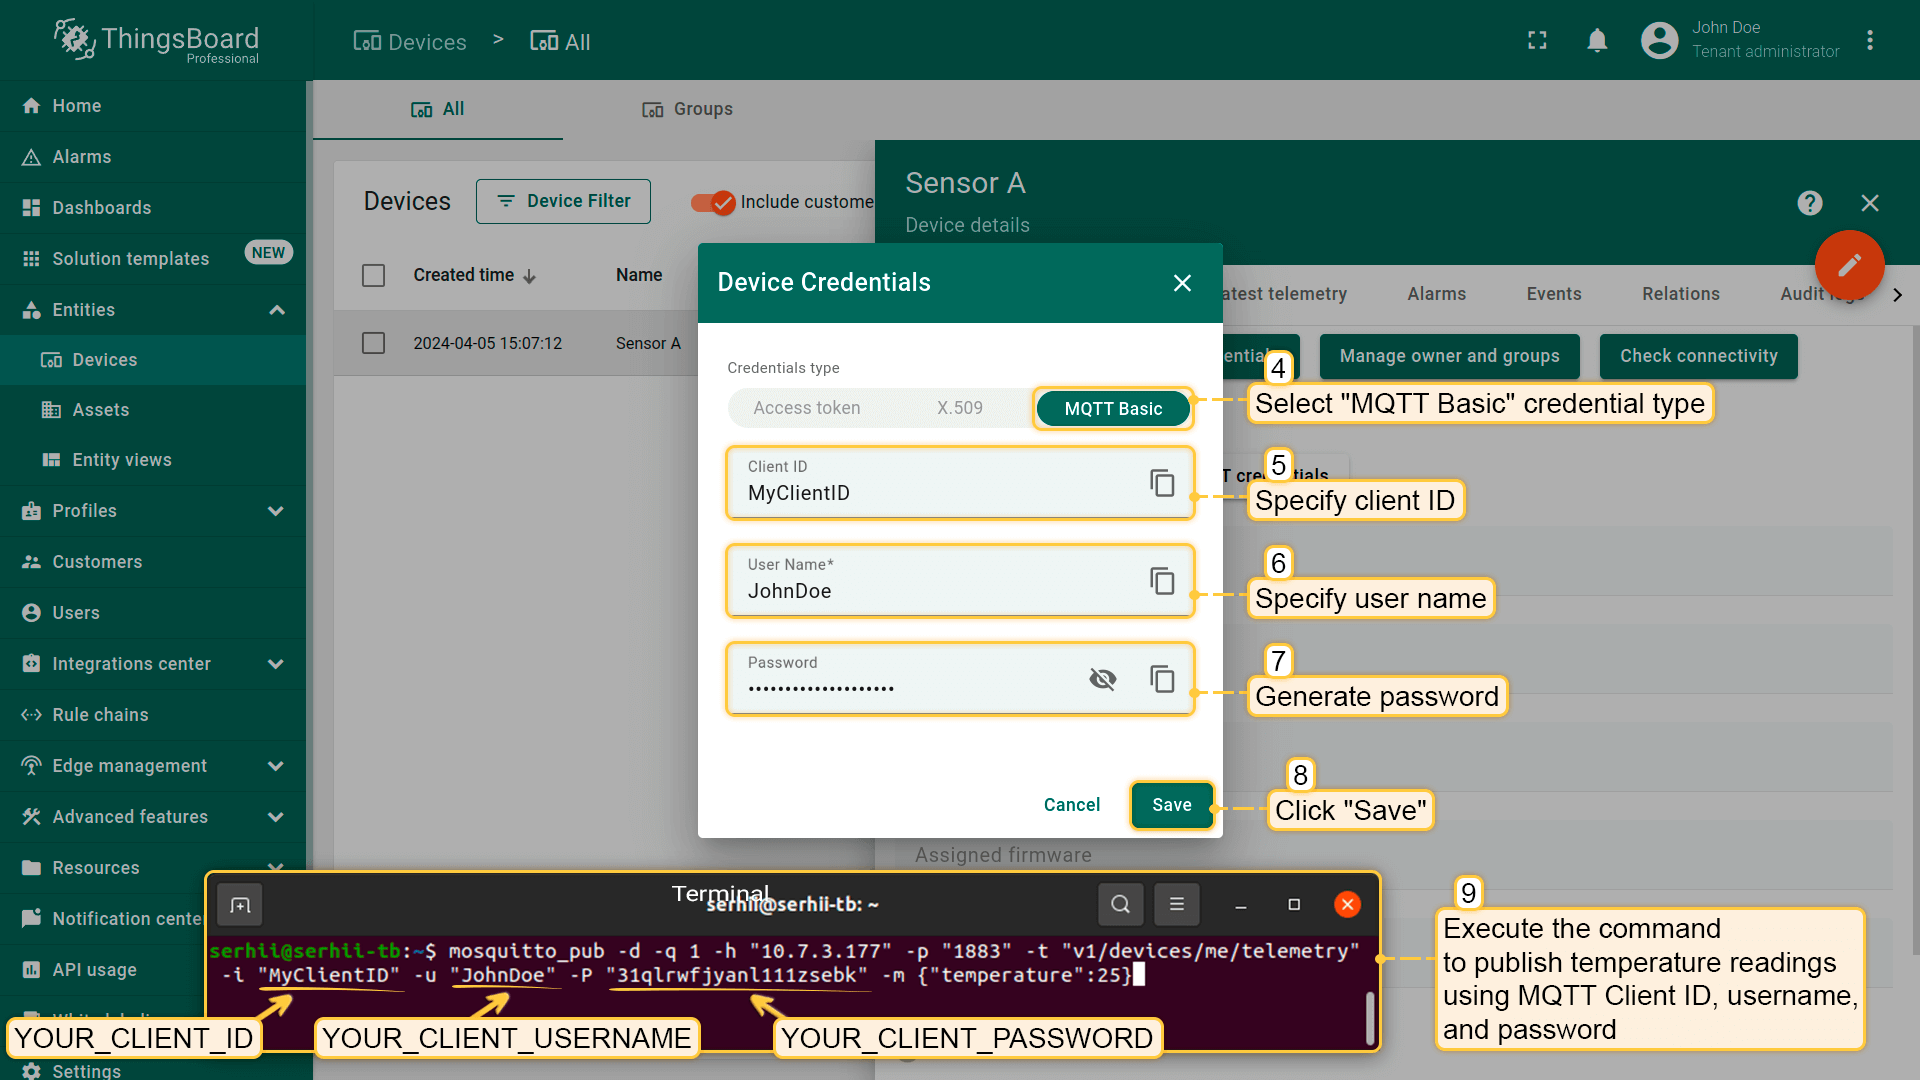 ThingsBoard
Professional
Devices > All
John Doe
Tenant administrator
Home
Alarms
Dashboards
Solution templates NEW
Entities
Devices
Assets
Entity views
Profiles
Customers
Users
Integrations center
Rule chains
Edge management
Advanced features
Resources
Notification cente
API usage
Settings
All
Groups
Devices
Device Filter
Include custome
Created time
Name
2024-04-05 15:07:12
Sensor A
Sensor A
Device details
atest telemetry
Alarms
Events
Relations
Audit logs
Manage owner and groups
Check connectivity
T credentials
Assigned firmware
Device Credentials
Credentials type
Access token
X.509
MQTT Basic
Client ID
MyClientID
User Name*
JohnDoe
Password
••••••••••••••••••••
Cancel
Save
4
Select "MQTT Basic" credential type
5
Specify client ID
6
Specify user name
7
Generate password
8
Click "Save"
Terminal
serhii@serhii-tb: ~
serhii@serhii-tb:~$ mosquitto_pub -d -q 1 -h "10.7.3.177" -p "1883" -t "v1/devices/me/telemetry"
-i "MyClientID" -u "JohnDoe" -P "31qlrwfjyanl111zsebk" -m {"temperature":25}
YOUR_CLIENT_ID
YOUR_CLIENT_USERNAME
YOUR_CLIENT_PASSWORD
9
Execute the command
to publish temperature readings
using MQTT Client ID, username,
and password